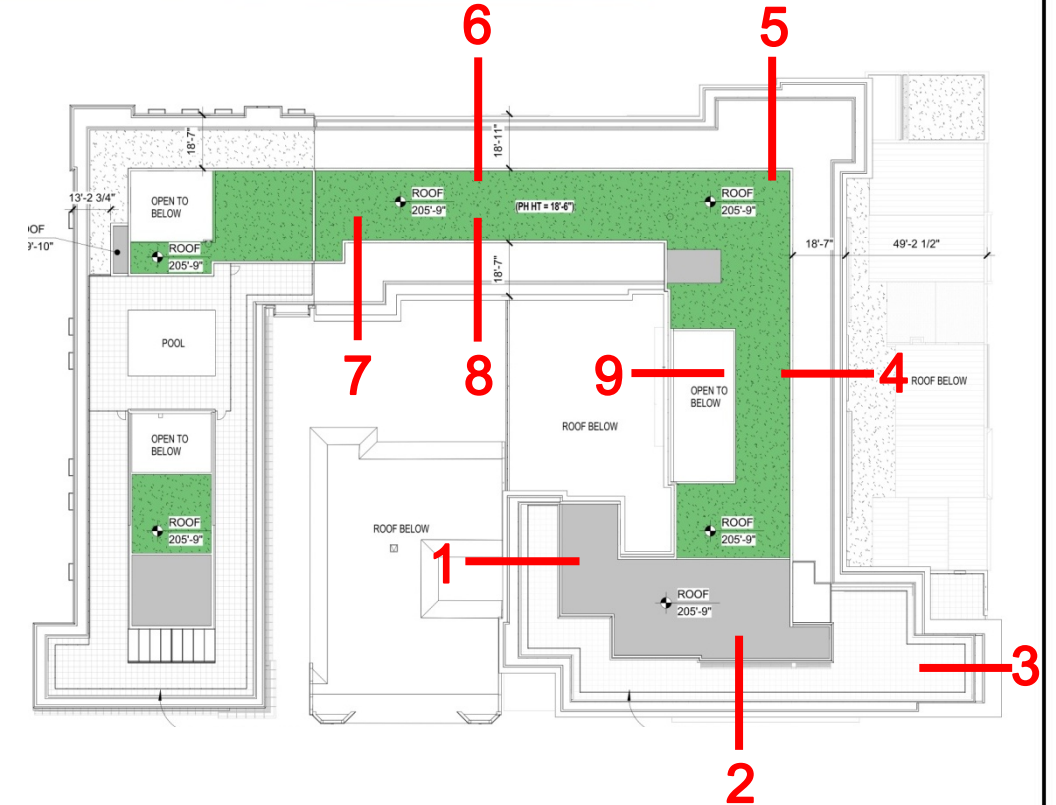 6
5
18'-7"
18'-11"
13'-2 3/4"
OPEN TO
BELOW
ROOF
205'-9"
(PH HT = 18'-6")
ROOF
205'-9"
OF
9'-10"
ROOF
205'-9"
18'-7"
49'-2 1/2"
18'-7"
POOL
7
8
9
OPEN TO
BELOW
4
ROOF BELOW
ROOF BELOW
OPEN TO
BELOW
ROOF
205'-9"
ROOF BELOW
ROOF
205'-9"
1
ROOF
205'-9"
3
2